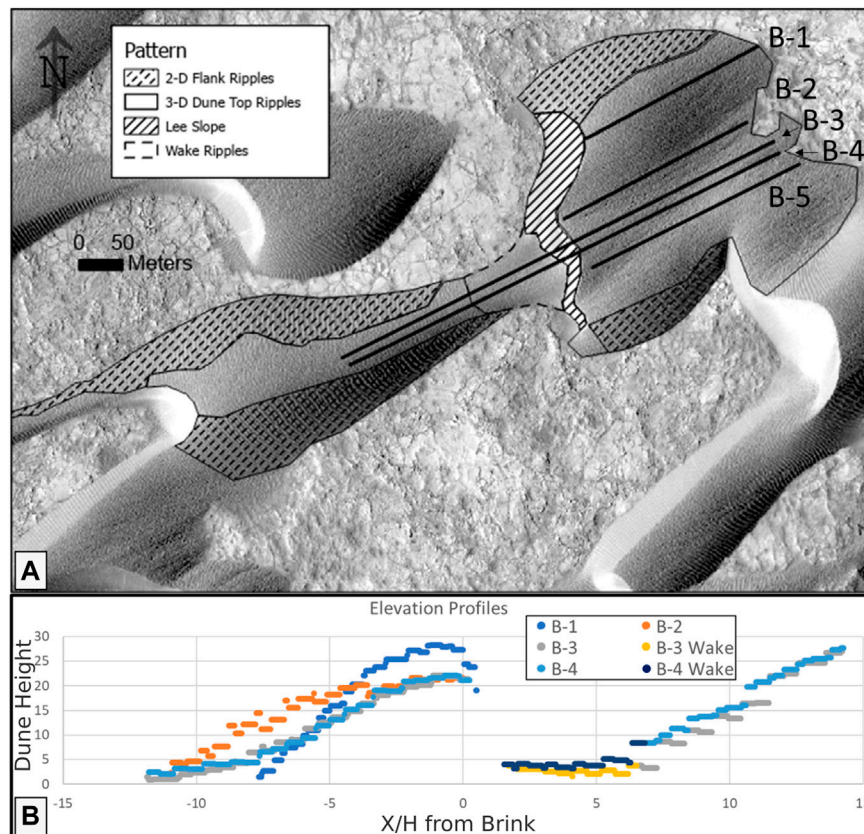 N
Pattern
2-D Flank Ripples
3-D Dune Top Ripples
Lee Slope
Wake Ripples
B-1
B-2
B-3
B-4
B-5
0 50
Meters
A
Elevation Profiles
B-1 B-2
B-3 B-3 Wake
B-4 B-4 Wake
Dune Height
30
25
20
15
10
5
0
-15 -10 -5 0 5 10 1
X/H from Brink
B